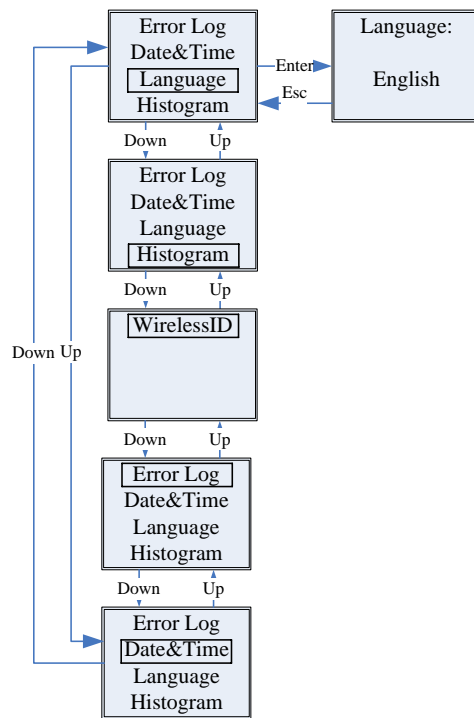 Error Log
Date&Time
Language
Histogram
Enter
Esc
Language:
English
Down
Up
Error Log
Date&Time
Language
Histogram
Down
Up
WirelessID
Down Up
Down
Up
Error Log
Date&Time
Language
Histogram
Down
Up
Error Log
Date&Time
Language
Histogram